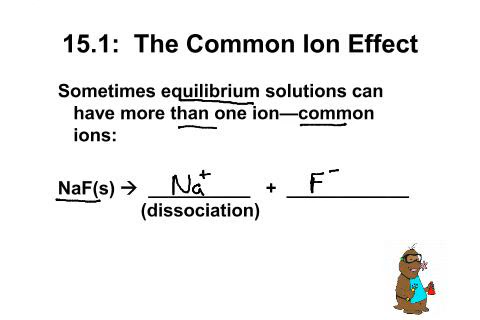 15.1: The Common Ion Effect
Sometimes equilibrium solutions can
have more than one ion—common
ions:
NaF(s) → Na⁺ + F⁻
(dissociation)